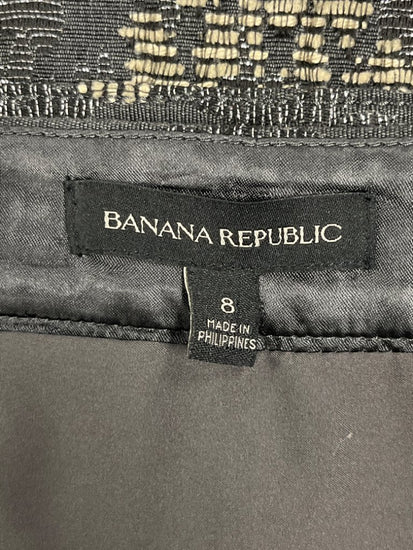 BANANA REPUBLIC
8
MADE IN
PHILIPPINES